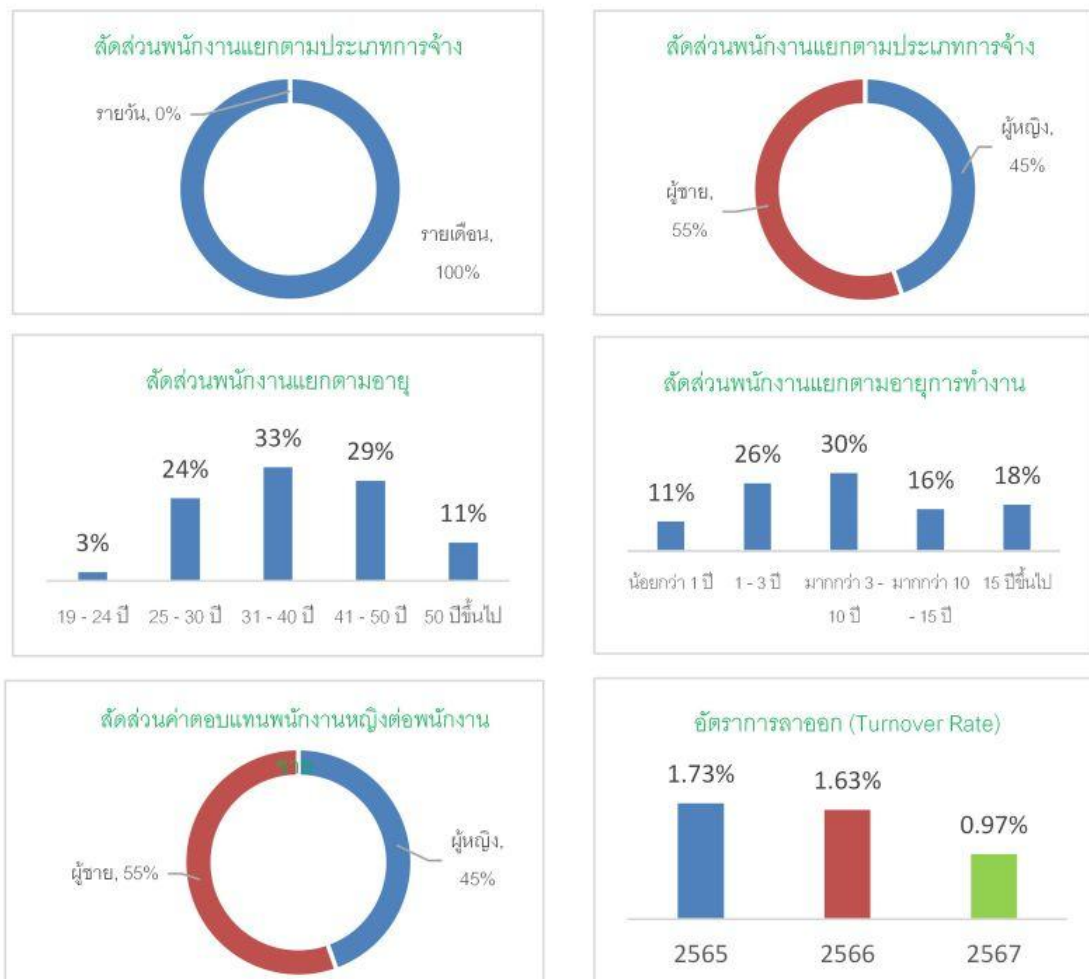 สัดส่วนพนักงานแยกตามประเภทการจ้าง
รายวัน, 0%
รายเดือน,
100%
สัดส่วนพนักงานแยกตามประเภทการจ้าง
ผู้หญิง,
45%
ผู้ชาย,
55%
สัดส่วนพนักงานแยกตามอายุ
3%
24%
33%
29%
11%
19 - 24 ปี
25 - 30 ปี
31 - 40 ปี
41 - 50 ปี
50 ปีขึ้นไป
สัดส่วนพนักงานแยกตามอายุการทำงาน
11%
26%
30%
16%
18%
น้อยกว่า 1 ปี
1 - 3 ปี
มากกว่า 3 -
10 ปี
มากกว่า 10
- 15 ปี
15 ปีขึ้นไป
สัดส่วนค่าตอบแทนพนักงานหญิงต่อพนักงาน
ชาย
ผู้หญิง,
45%
ผู้ชาย, 55%
อัตราการลาออก (Turnover Rate)
1.73%
1.63%
0.97%
2565
2566
2567